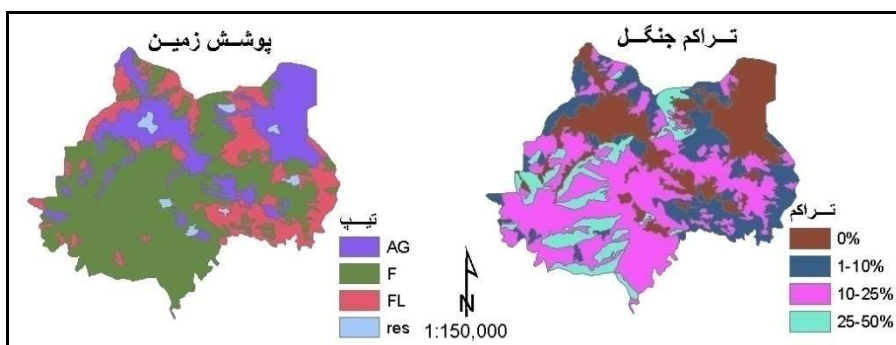 پوشش زمین
تیپ
AG
F
FL
res
N
1:150,000
تراکم جنگل
تراکم
0%
1-10%
10-25%
25-50%